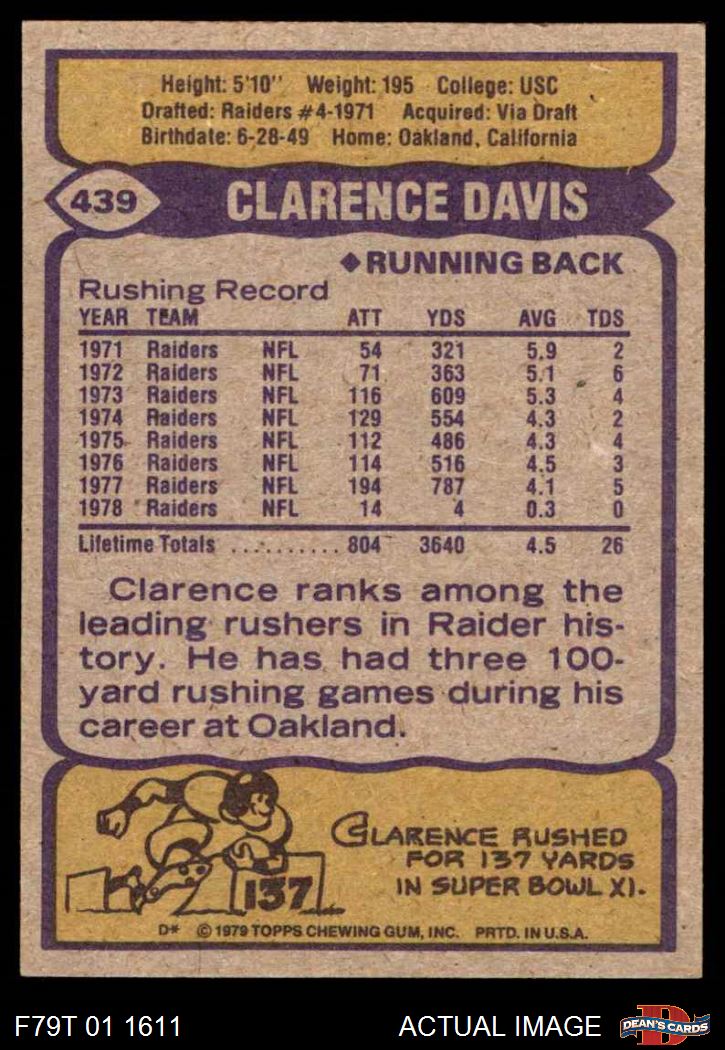 Height: 5'10" Weight: 195 College: USC
Drafted: Raiders #4-1971 Acquired: Via Draft
Birthdate: 6-28-49 Home: Oakland, California
439 CLARENCE DAVIS
◆RUNNING BACK
Rushing Record
YEAR TEAM ATT YDS AVG TDS
1971 Raiders NFL 54 321 5.9 2
1972 Raiders NFL 71 363 5.1 6
1973 Raiders NFL 116 609 5.3 4
1974 Raiders NFL 129 554 4.3 2
1975 Raiders NFL 112 486 4.3 4
1976 Raiders NFL 114 516 4.5 3
1977 Raiders NFL 194 787 4.1 5
1978 Raiders NFL 14 4 0.3 0
Lifetime Totals .......... 804 3640 4.5 26
Clarence ranks among the
leading rushers in Raider his-
tory. He has had three 100-
yard rushing games during his
career at Oakland.
137
CLARENCE RUSHED
FOR 137 YARDS
IN SUPER BOWL XI.
D* © 1979 TOPPS CHEWING GUM, INC. PRTD. IN U.S.A.
F79T 01 1611 ACTUAL IMAGE D DEAN'S CARDS